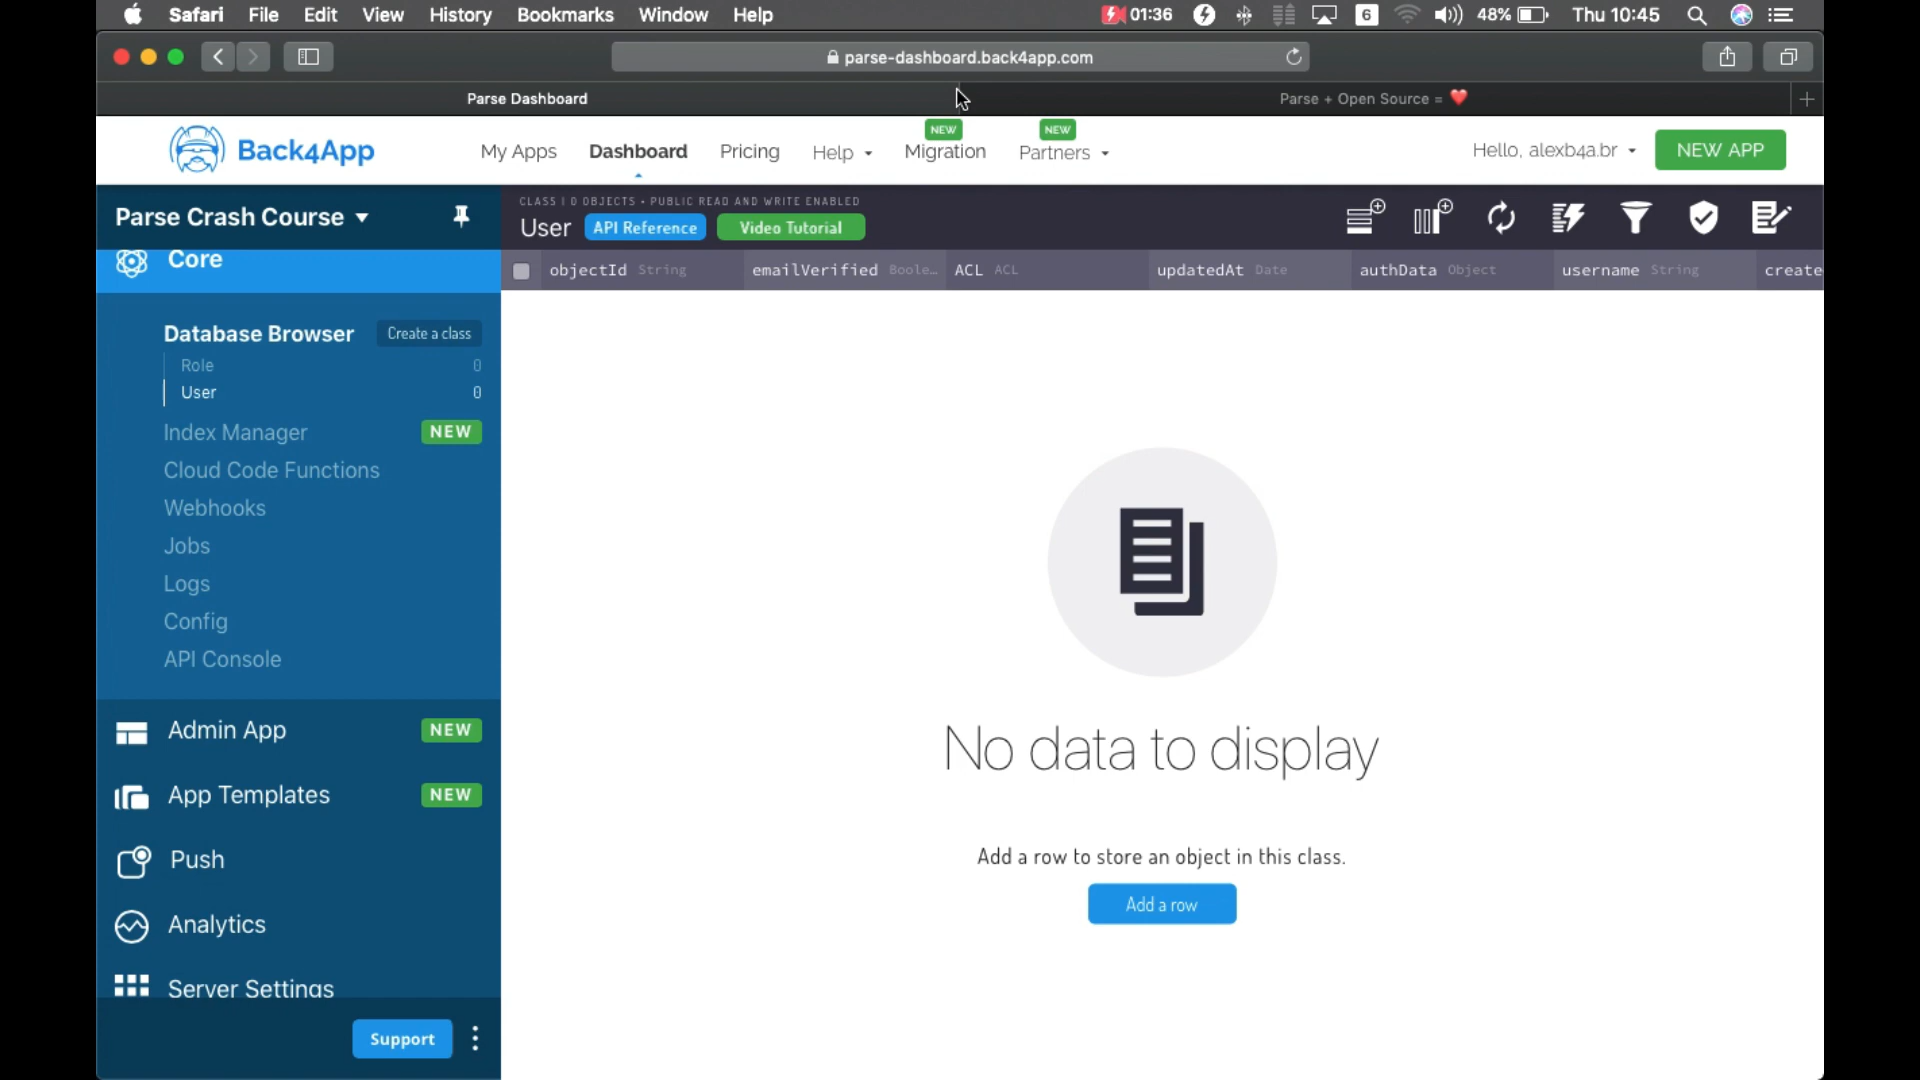 Safari File Edit View History Bookmarks Window Help 01:36 6 48% Thu 10:45
parse-dashboard.back4app.com
Parse Dashboard
Parse + Open Source = ❤️
Back4App
My Apps
Dashboard
Pricing
Help
NEW
Migration
NEW
Partners
Hello, alexb4a.br
NEW APP
Parse Crash Course
Core
Database Browser
Create a class
Role 0
User 0
Index Manager NEW
Cloud Code Functions
Webhooks
Jobs
Logs
Config
API Console
Admin App NEW
App Templates NEW
Push
Analytics
Server Settings
Support
CLASS | 0 OBJECTS • PUBLIC READ AND WRITE ENABLED
User API Reference Video Tutorial
objectId String emailVerified Boole… ACL ACL updatedAt Date authData Object username String create
No data to display
Add a row to store an object in this class.
Add a row